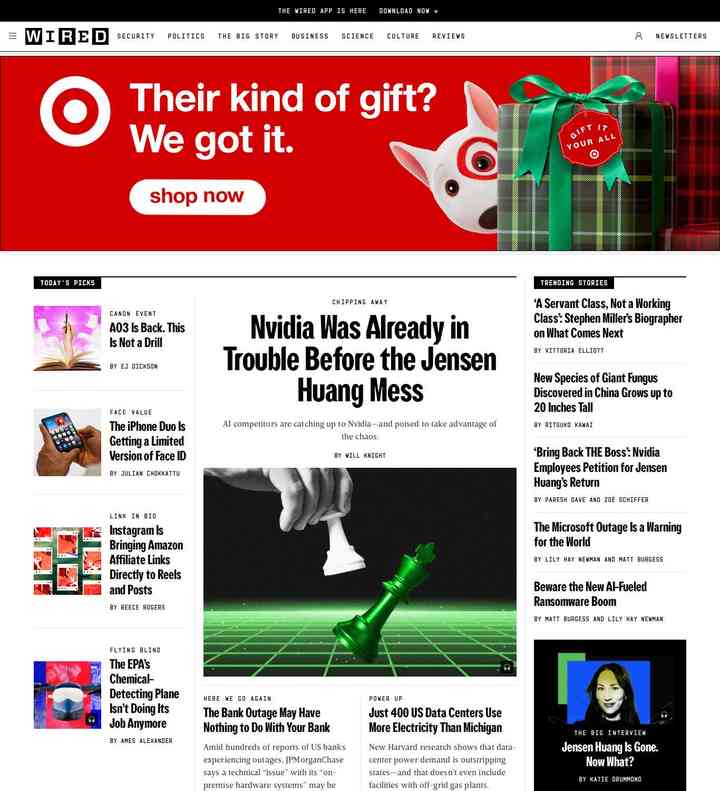 THE WIRED APP IS HERE DOWNLOAD NOW
WIRED SECURITY POLITICS THE BIG STORY BUSINESS SCIENCE CULTURE REVIEWS NEWSLETTERS
Their kind of gift?
We got it.
shop now
GIFT IT
YOUR ALL
TODAY'S PICKS
CANON EVENT
AO3 Is Back. This
Is Not a Drill
BY EJ DICKSON
FACE VALUE
The iPhone Duo Is
Getting a Limited
Version of Face ID
BY JULIAN CHOKKATTU
LINK IN BIO
Instagram Is
Bringing Amazon
Affiliate Links
Directly to Reels
and Posts
BY REECE ROGERS
FLYING BLIND
The EPA's
Chemical-
Detecting Plane
Isn't Doing Its
Job Anymore
BY AMES ALEXANDER
CHIPPING AWAY
Nvidia Was Already in
Trouble Before the Jensen
Huang Mess
AI competitors are catching up to Nvidia—and poised to take advantage of
the chaos.
BY WILL KNIGHT
HERE WE GO AGAIN
The Bank Outage May Have
Nothing to Do With Your Bank
Amid hundreds of reports of US banks
experiencing outages, JPMorganChase
says a technical "issue" with its "on-
premise hardware systems" may be
POWER UP
Just 400 US Data Centers Use
More Electricity Than Michigan
New Harvard research shows that data-
center power demand is outstripping
states—and that doesn't even include
facilities with off-grid gas plants.
TRENDING STORIES
'A Servant Class, Not a Working
Class': Stephen Miller's Biographer
on What Comes Next
BY VITTORIA ELLIOTT
New Species of Giant Fungus
Discovered in China Grows up to
20 Inches Tall
BY RITSUKO KAWAI
'Bring Back THE Boss': Nvidia
Employees Petition for Jensen
Huang's Return
BY PARESH DAVE AND ZOË SCHIFFER
The Microsoft Outage Is a Warning
for the World
BY LILY HAY NEWMAN AND MATT BURGESS
Beware the New AI-Fueled
Ransomware Boom
BY MATT BURGESS AND LILY HAY NEWMAN
THE BIG INTERVIEW
Jensen Huang Is Gone.
Now What?
BY KATIE DRUMMOND